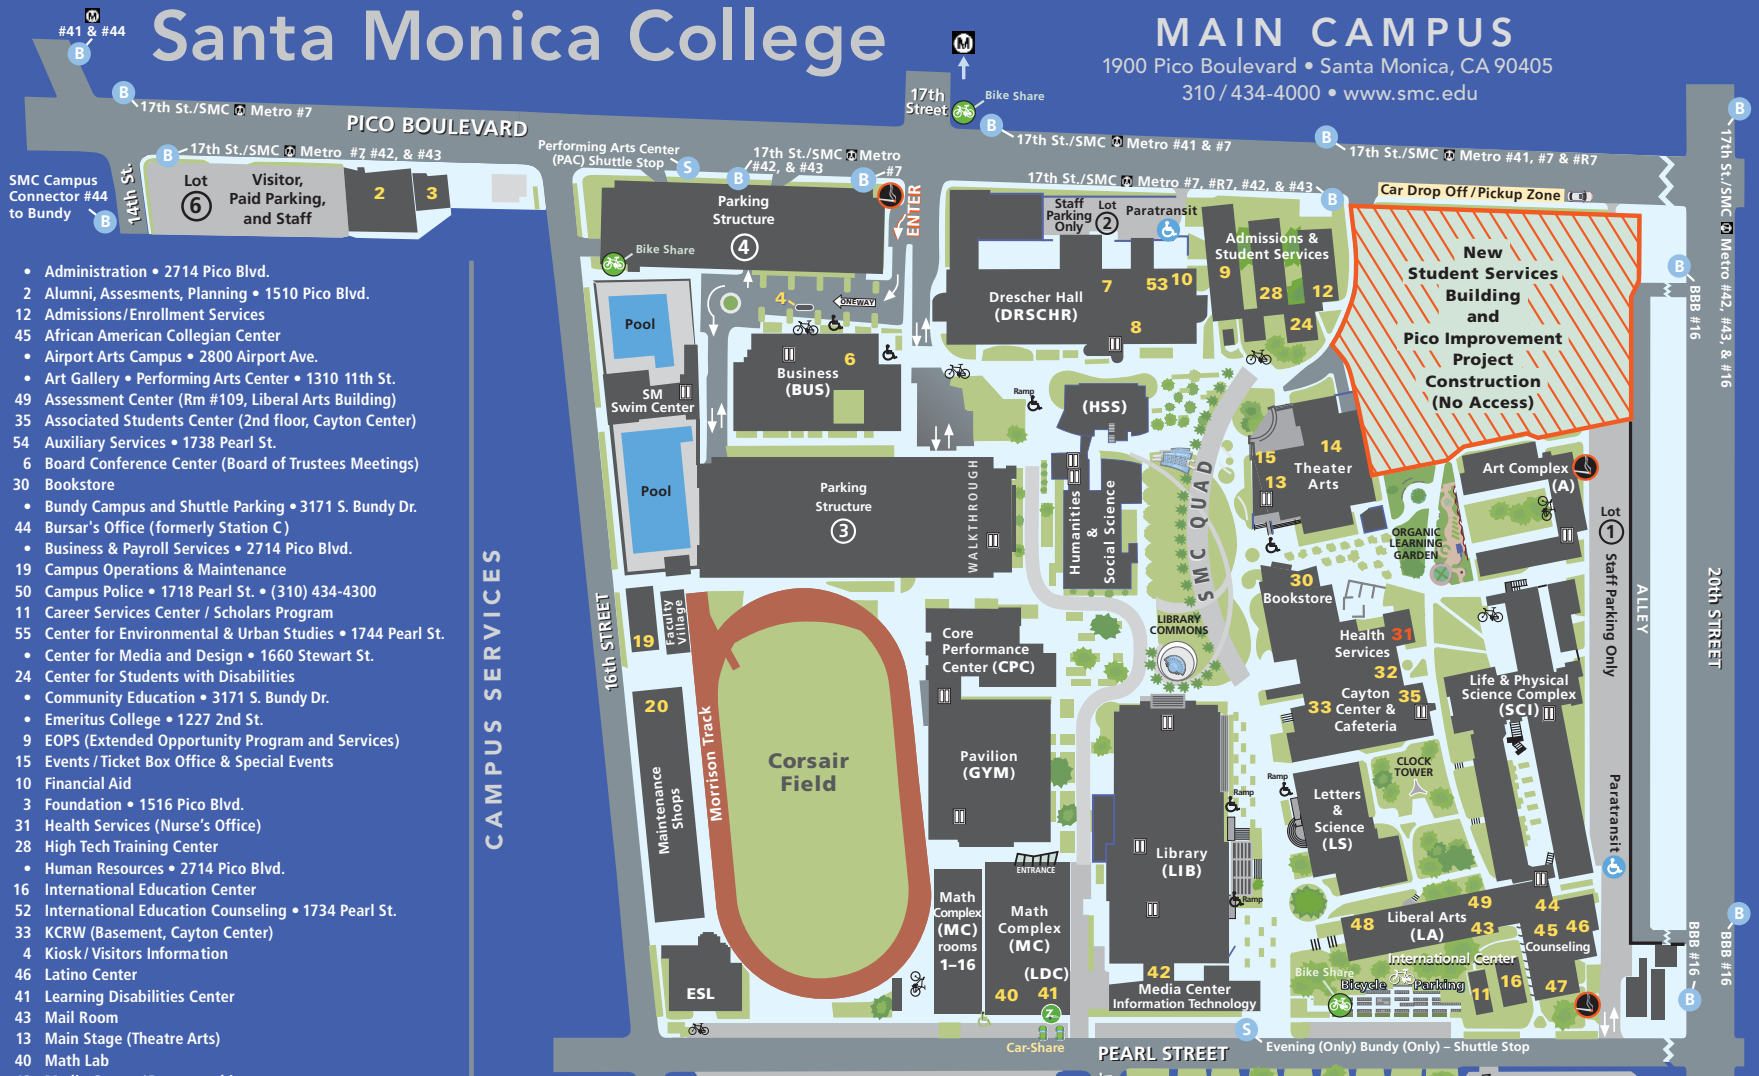 Santa Monica College
MAIN CAMPUS
1900 Pico Boulevard • Santa Monica, CA 90405
310 / 434-4000 • www.smc.edu
#41 & #44
B
B
17th St./SMC M Metro #7
PICO BOULEVARD
17th
Street
Bike Share
M
B
17th St./SMC M Metro #41 & #7
B
17th St./SMC M Metro #41, #7 & #R7
B
17th St./SMC M Metro #42, #43, & #16
SMC Campus
Connector #44
to Bundy
B
14th St.
B
17th St./SMC M Metro #7, #42, & #43
Lot
6
Visitor,
Paid Parking,
and Staff
2
3
Performing Arts Center
(PAC) Shuttle Stop
S
17th St./SMC M Metro
#42, & #43
B
B
#7
ENTER
Parking
Structure
4
Bike Share
17th St./SMC M Metro #7, #R7, #42, & #43
B
Car Drop Off / Pickup Zone
Staff
Parking
Only
Lot
2
Paratransit
Admissions &
Student Services
9
28
12
24
Drescher Hall
(DRSCHR)
7
53
10
8
New
Student Services
Building
and
Pico Improvement
Project
Construction
(No Access)
B
BBB #16
4
ONEWAY
Pool
SM
Swim Center
Pool
Business
(BUS)
6
Ramp
(HSS)
Humanities
&
Social Science
SMC QUAD
Parking
Structure
3
WALKTHROUGH
14
15
13
Theater
Arts
Art Complex
(A)
ORGANIC
LEARNING
GARDEN
Lot
1
Staff Parking Only
ALLEY
20TH STREET
16th STREET
19
Faculty
Village
20
Maintenance
Shops
Morrison Track
Corsair
Field
Core
Performance
Center (CPC)
Pavilion
(GYM)
LIBRARY
COMMONS
30
Bookstore
Health
Services
31
32
35
33
Cayton
Center &
Cafeteria
Life & Physical
Science Complex
(SCI)
CLOCK
TOWER
Letters
&
Science
(LS)
Ramp
Ramp
Ramp
Library
(LIB)
Paratransit
ENTRANCE
Math
Complex
(MC)
rooms
1–16
Math
Complex
(MC)
(LDC)
40
41
ESL
42
Media Center
Information Technology
48
Liberal Arts
(LA)
49
43
44
45
46
Counseling
47
International Center
11
16
Bike Share
Bicycle
Parking
Z
Car-Share
PEARL STREET
S
Evening (Only) Bundy (Only) – Shuttle Stop
BBB #16
B
B
BBB #16
CAMPUS SERVICES
• Administration • 2714 Pico Blvd.
2 Alumni, Assesments, Planning • 1510 Pico Blvd.
12 Admissions/Enrollment Services
45 African American Collegian Center
• Airport Arts Campus • 2800 Airport Ave.
• Art Gallery • Performing Arts Center • 1310 11th St.
49 Assessment Center (Rm #109, Liberal Arts Building)
35 Associated Students Center (2nd floor, Cayton Center)
54 Auxiliary Services • 1738 Pearl St.
6 Board Conference Center (Board of Trustees Meetings)
30 Bookstore
• Bundy Campus and Shuttle Parking • 3171 S. Bundy Dr.
44 Bursar's Office (formerly Station C)
• Business & Payroll Services • 2714 Pico Blvd.
19 Campus Operations & Maintenance
50 Campus Police • 1718 Pearl St. • (310) 434-4300
11 Career Services Center / Scholars Program
55 Center for Environmental & Urban Studies • 1744 Pearl St.
• Center for Media and Design • 1660 Stewart St.
24 Center for Students with Disabilities
• Community Education • 3171 S. Bundy Dr.
• Emeritus College • 1227 2nd St.
9 EOPS (Extended Opportunity Program and Services)
15 Events / Ticket Box Office & Special Events
10 Financial Aid
3 Foundation • 1516 Pico Blvd.
31 Health Services (Nurse's Office)
28 High Tech Training Center
• Human Resources • 2714 Pico Blvd.
16 International Education Center
52 International Education Counseling • 1734 Pearl St.
33 KCRW (Basement, Cayton Center)
4 Kiosk / Visitors Information
46 Latino Center
41 Learning Disabilities Center
43 Mail Room
13 Main Stage (Theatre Arts)
40 Math Lab